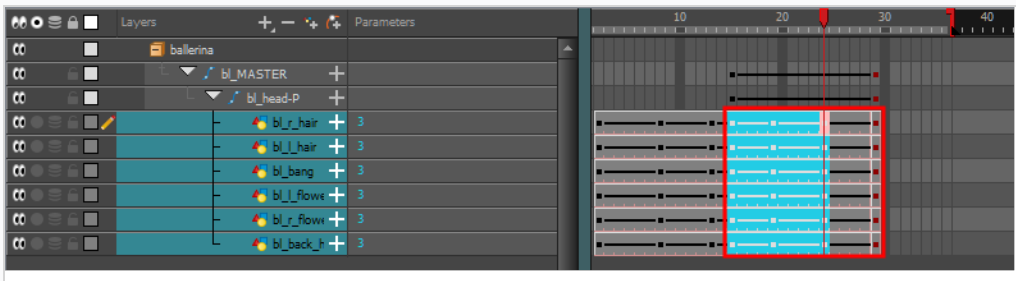 Layers Parameters 10 20 30 40
ballerina
bl_MASTER
bl_head-P
bl_r_hair 3
bl_l_hair 3
bl_bang 3
bl_l_flowe 3
bl_r_flowe 3
bl_back_h 3